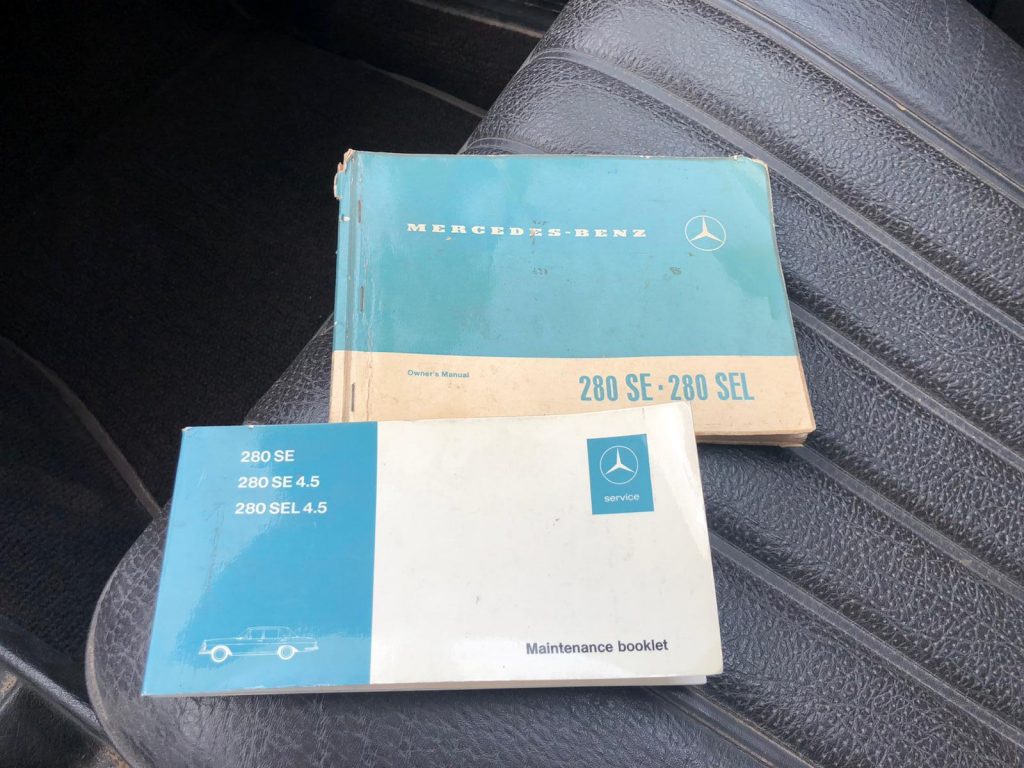 MERCEDES-BENZ
Owner's Manual
280 SE · 280 SEL
280 SE
280 SE 4.5
280 SEL 4.5
service
Maintenance booklet